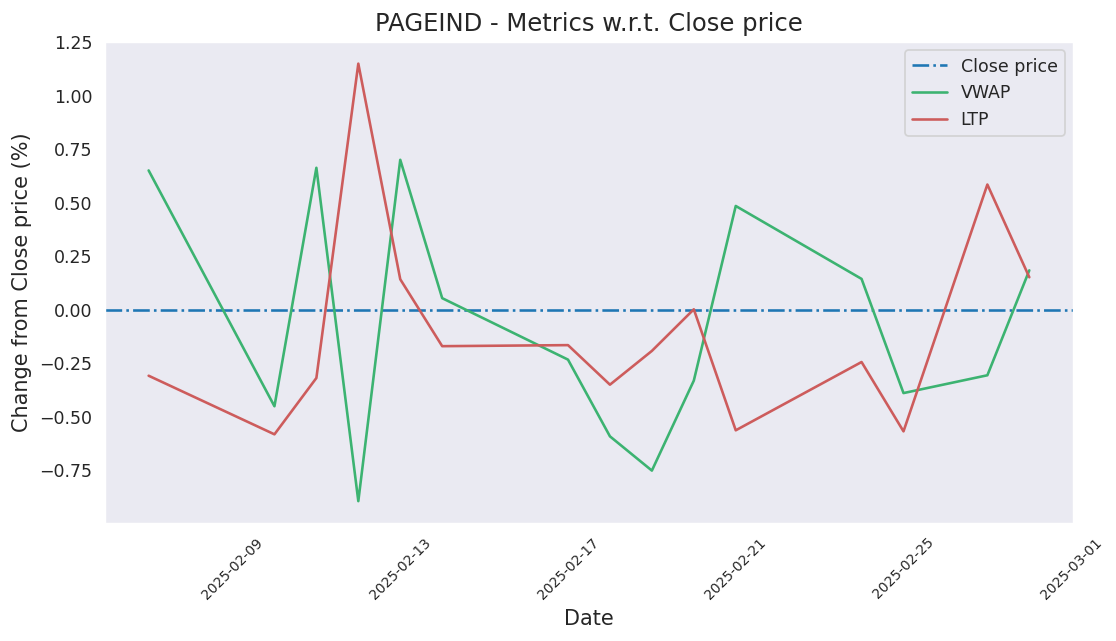 PAGEIND - Metrics w.r.t. Close price
Close price
VWAP
LTP
Change from Close price (%)
1.25
1.00
0.75
0.50
0.25
0.00
−0.25
−0.50
−0.75
2025-02-09
2025-02-13
2025-02-17
2025-02-21
2025-02-25
2025-03-01
Date